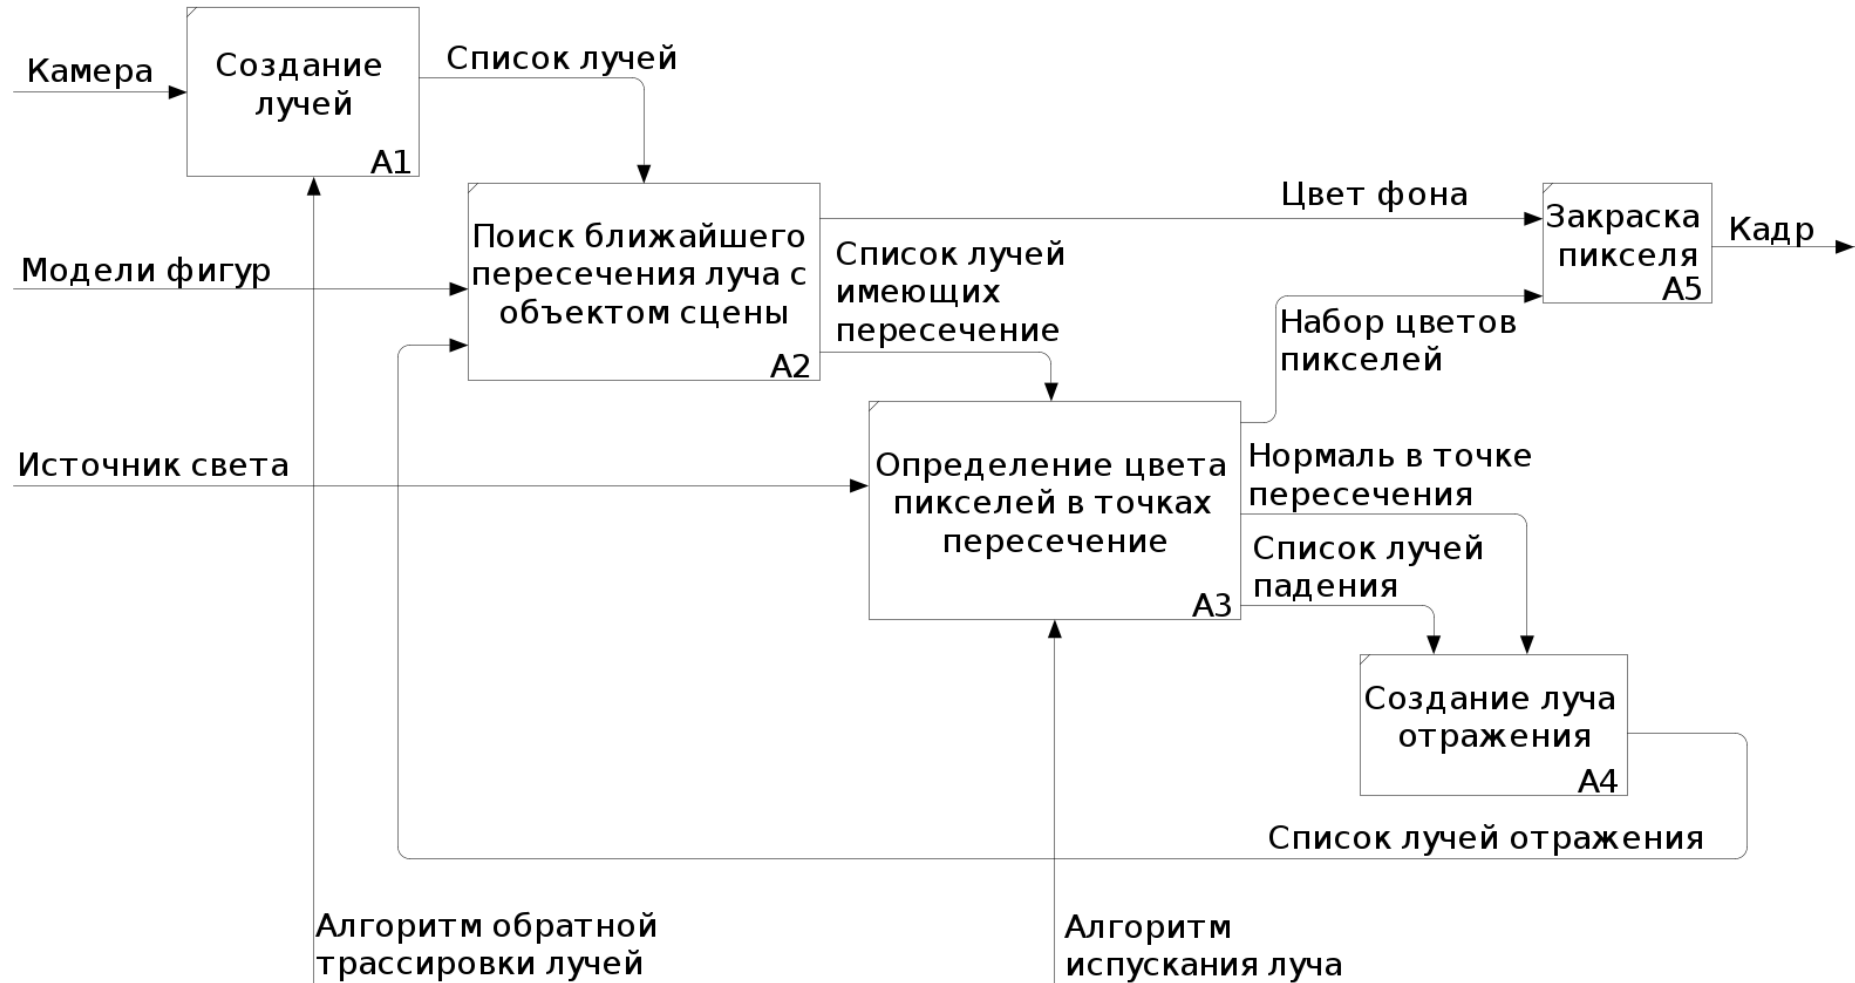 Камера
Создание
лучей
A1
Список лучей
Модели фигур
Поиск ближайшего
пересечения луча с
объектом сцены
A2
Цвет фона
Закраска
пикселя
A5
Кадр
Список лучей
имеющих
пересечение
Набор цветов
пикселей
Источник света
Определение цвета
пикселей в точках
пересечение
A3
Нормаль в точке
пересечения
Список лучей
падения
Создание луча
отражения
A4
Список лучей отражения
Алгоритм обратной
трассировки лучей
Алгоритм
испускания луча